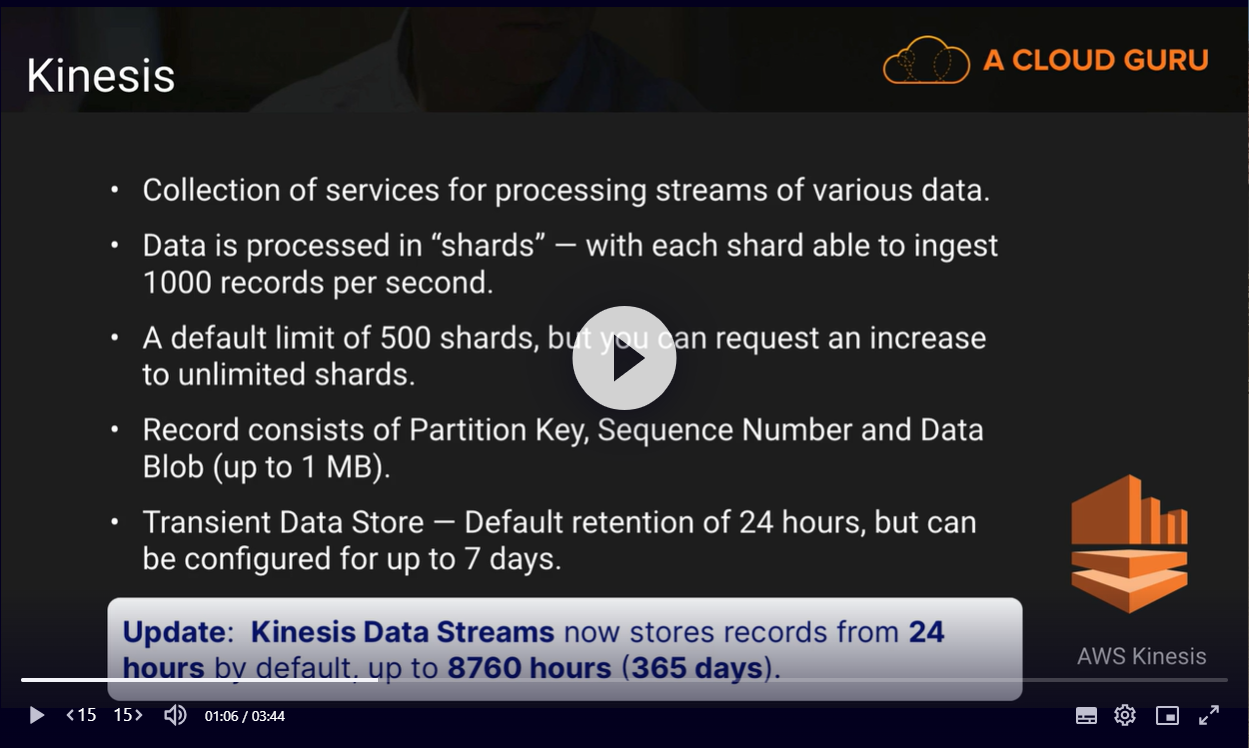 Kinesis
A CLOUD GURU
• Collection of services for processing streams of various data.
• Data is processed in “shards” — with each shard able to ingest
1000 records per second.
• A default limit of 500 shards, but you can request an increase
to unlimited shards.
• Record consists of Partition Key, Sequence Number and Data
Blob (up to 1 MB).
• Transient Data Store — Default retention of 24 hours, but can
be configured for up to 7 days.
Update: Kinesis Data Streams now stores records from 24
hours by default, up to 8760 hours (365 days).
AWS Kinesis
<15 15> 01:06 / 03:44